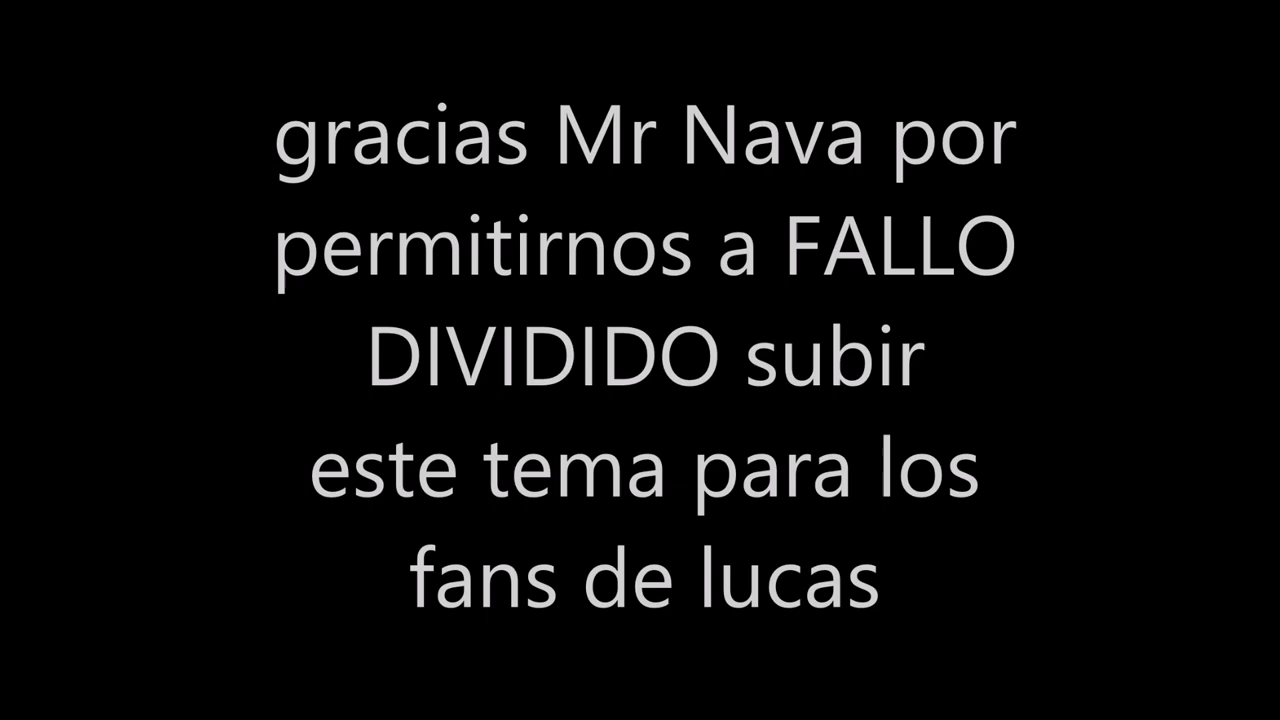 gracias Mr Nava por
permitirnos a FALLO
DIVIDIDO subir
este tema para los
fans de lucas